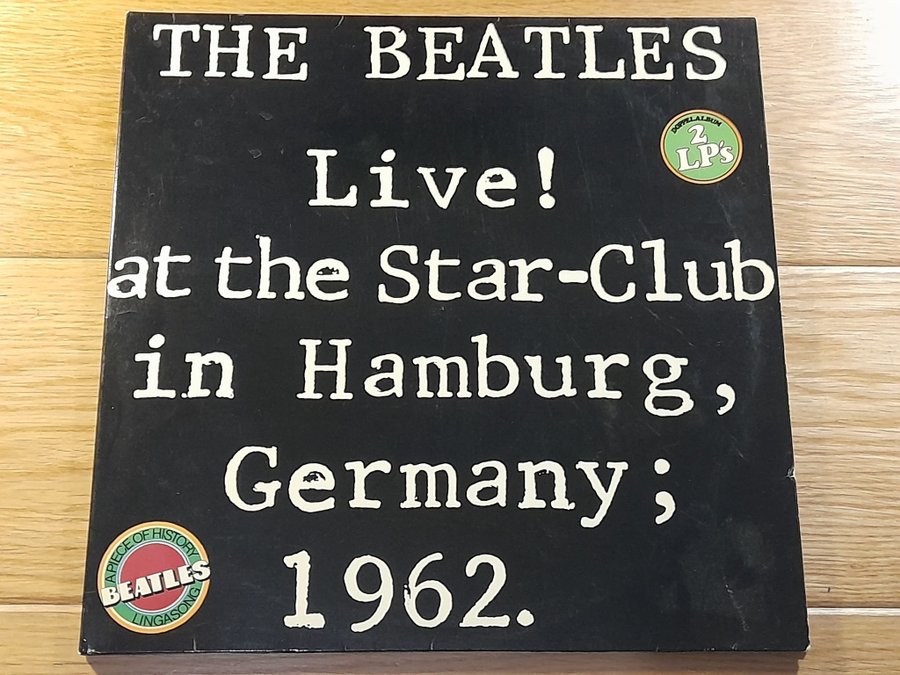 THE BEATLES
DOPPELALBUM
2
LP's
Live!
at the Star-Club
in Hamburg,
Germany;
1962.
A PIECE OF HISTORY
BEATLES
LINGASONG